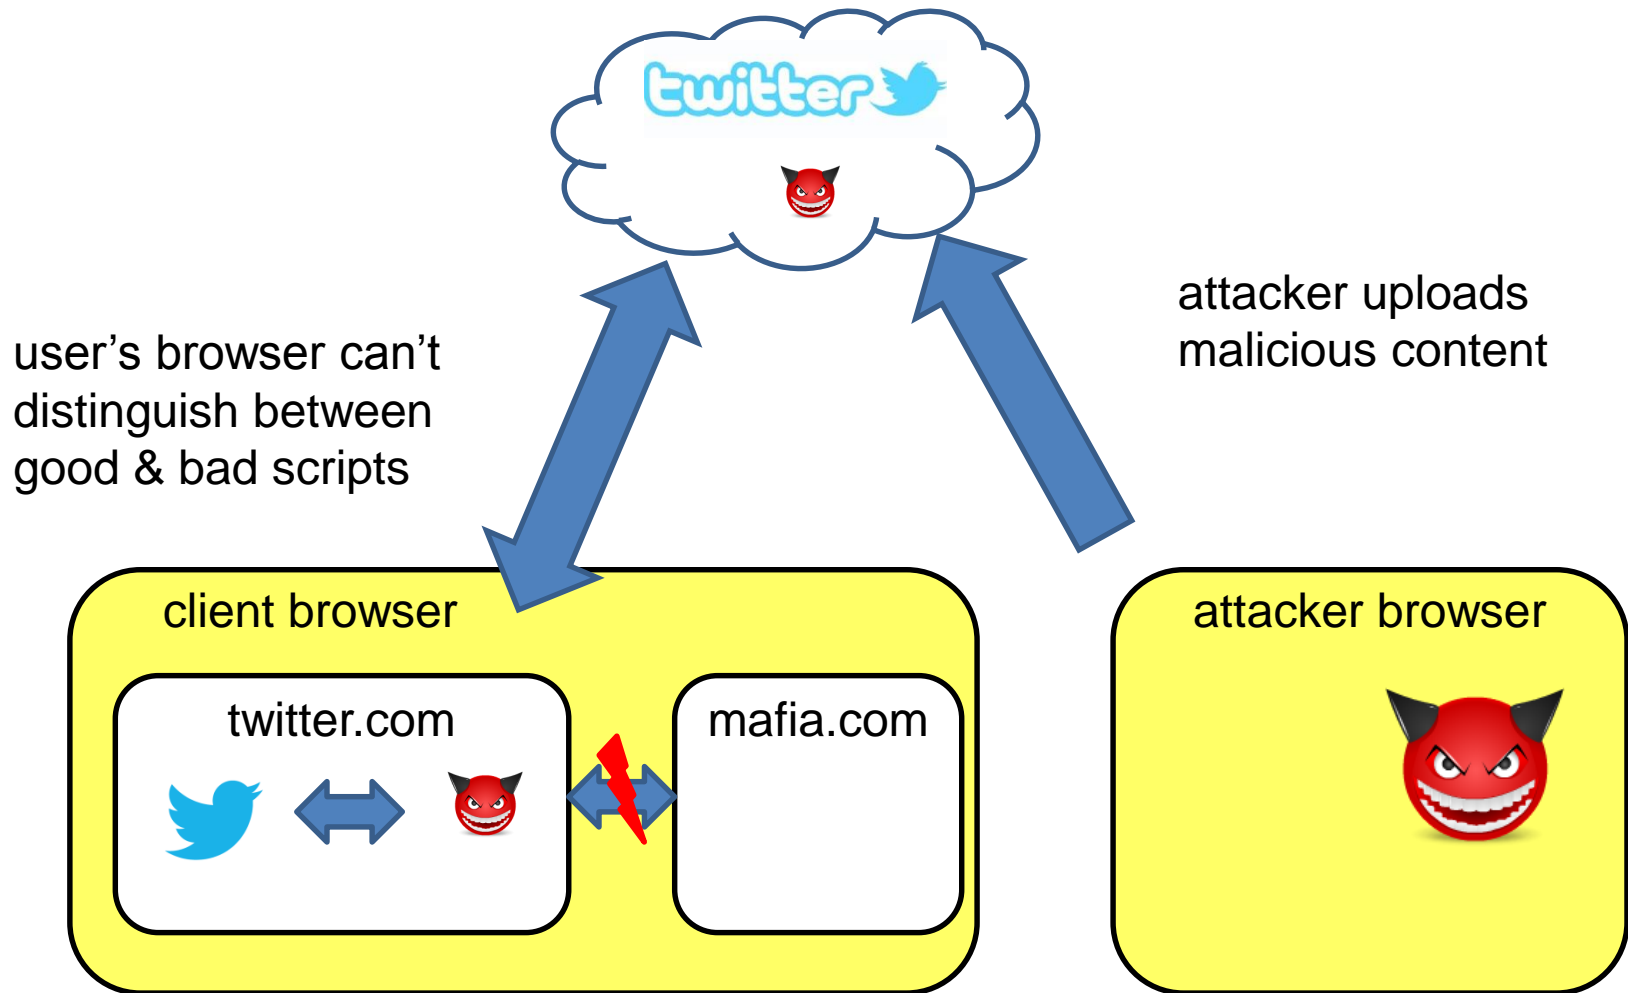 twitter
attacker uploads
malicious content
user’s browser can’t
distinguish between
good & bad scripts
client browser
attacker browser
twitter.com
mafia.com